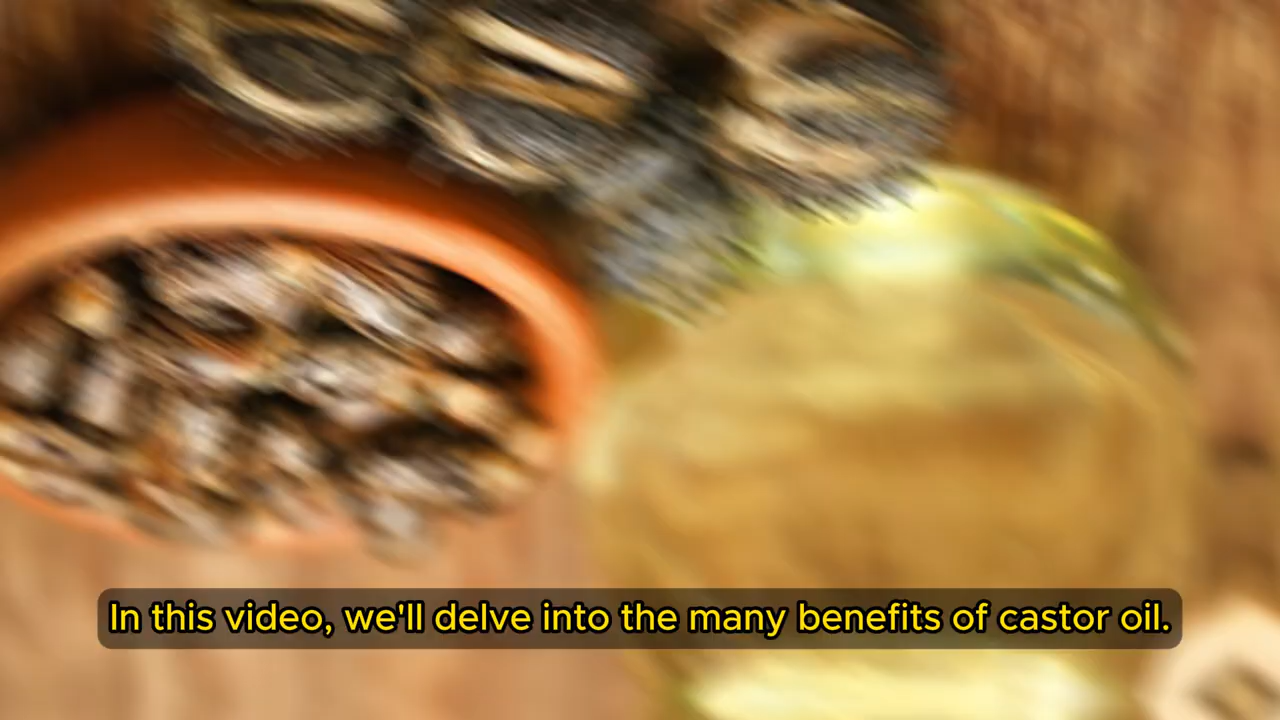 In this video, we'll delve into the many benefits of castor oil.